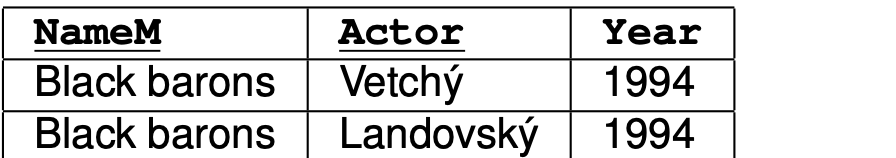 NameM Actor Year
Black barons Vetchý 1994
Black barons Landovský 1994